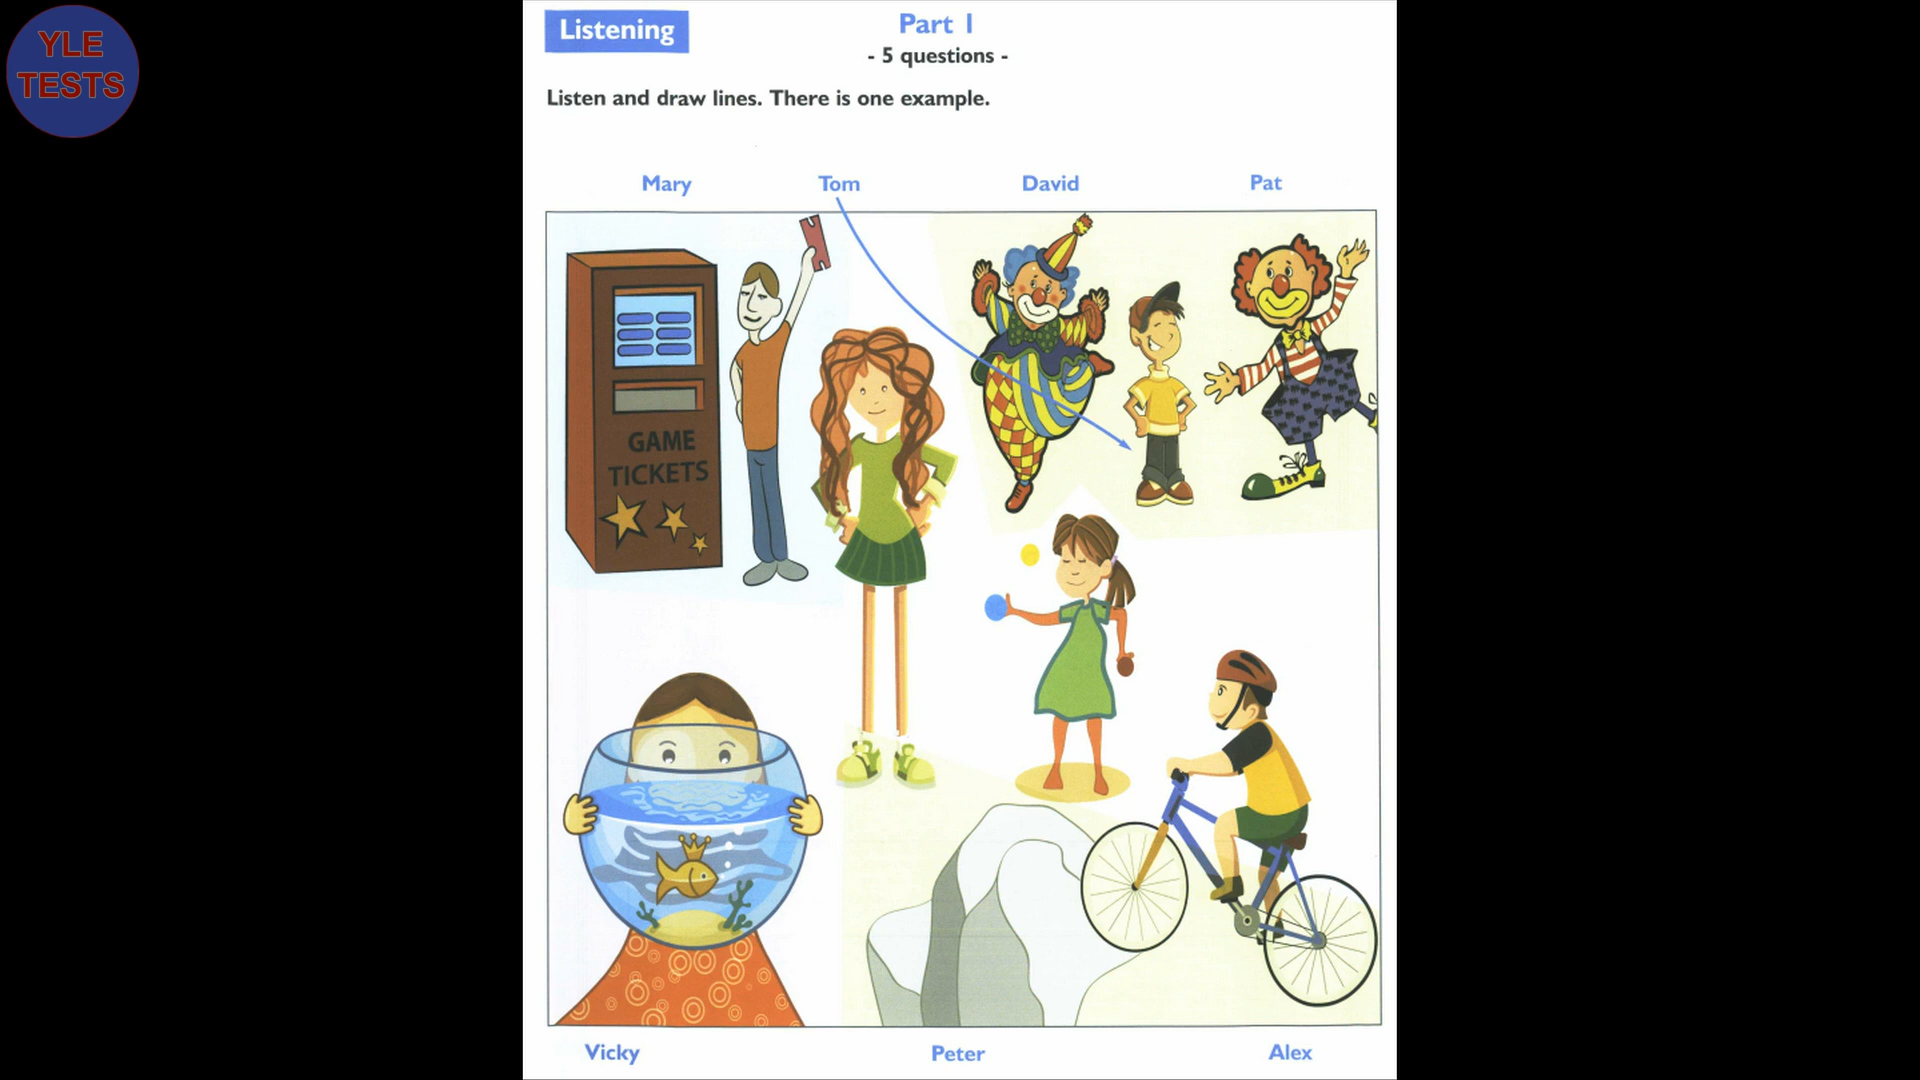 YLE
TESTS
Listening
Part 1
- 5 questions -
Listen and draw lines. There is one example.
Mary Tom David Pat
GAME
TICKETS
Vicky Peter Alex